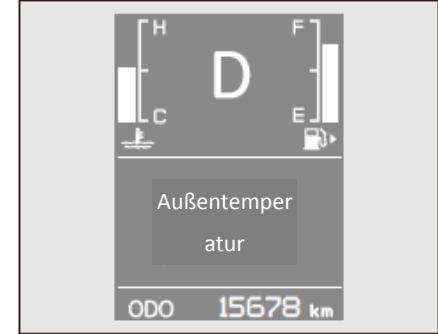 H F
D
C E
Außentemper
atur
ODO 15678 km